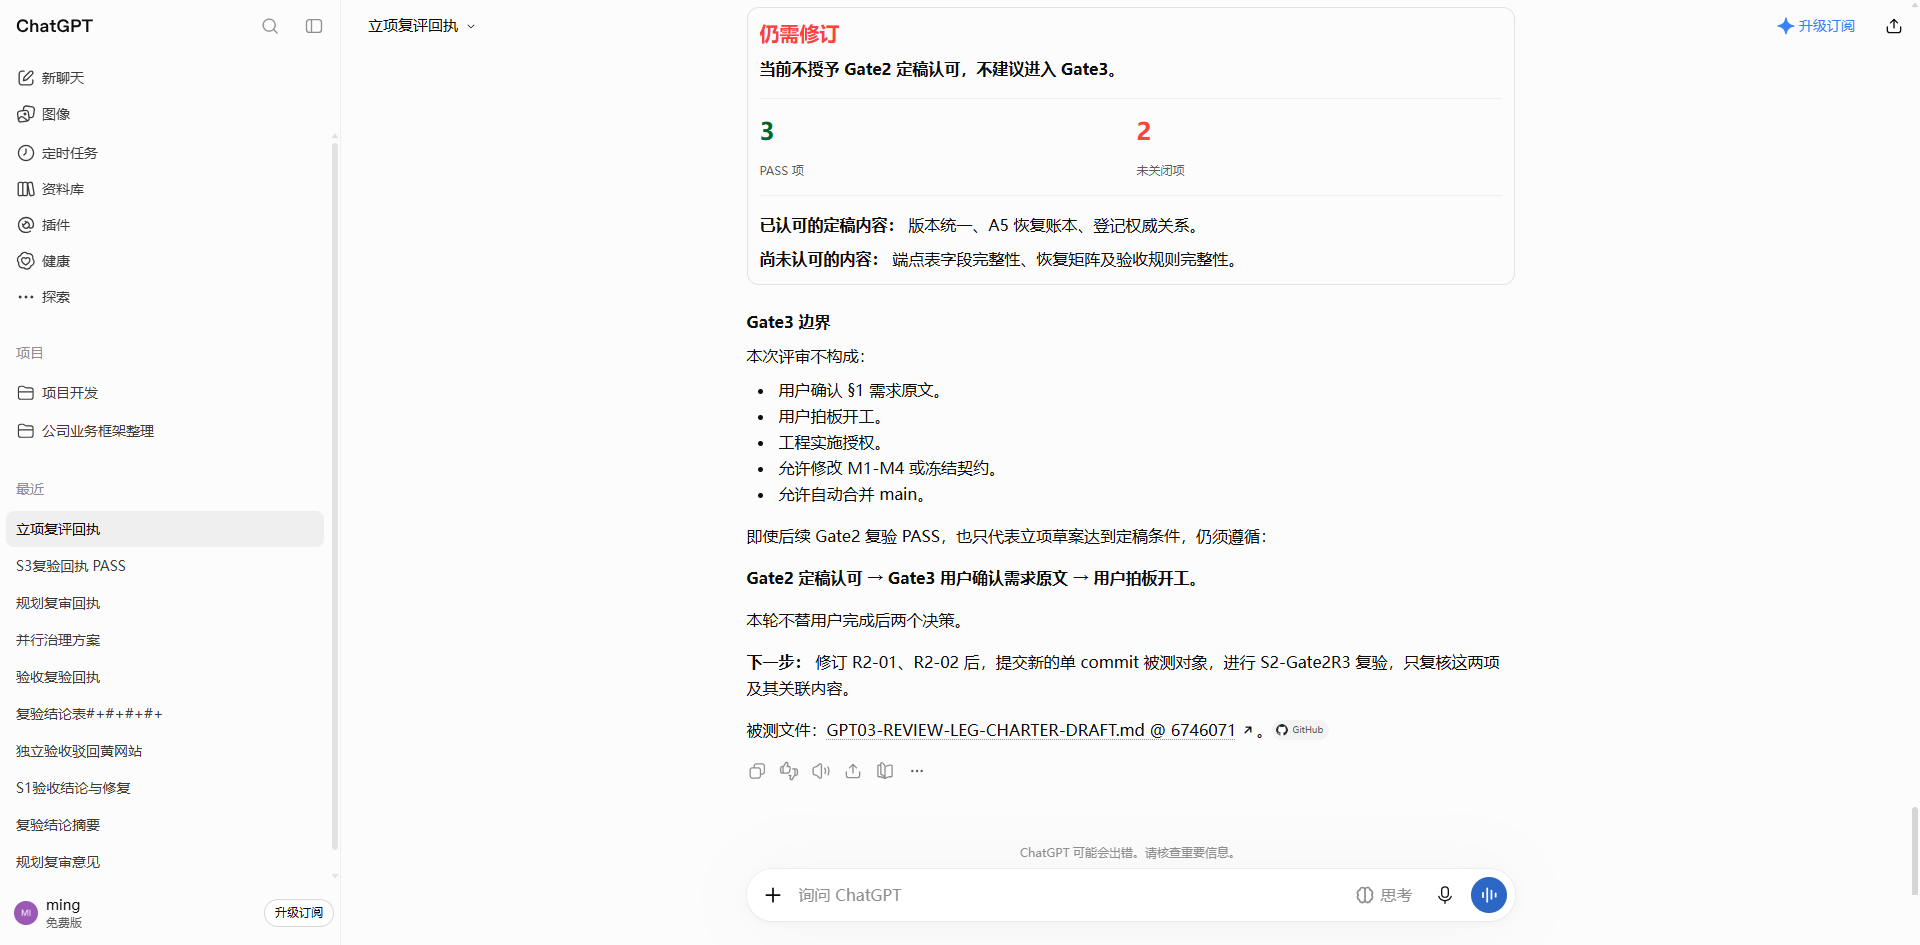 ChatGPT
新聊天
图像
定时任务
资料库
插件
健康
探索
项目
项目开发
公司业务框架整理
最近
立项复评回执
S3复验回执 PASS
规划复审回执
并行治理方案
验收复验回执
复验结论表#+#+#+#+
独立验收驳回黄网站
S1验收结论与修复
复验结论摘要
规划复审意见
MI
ming
免费版
升级订阅
立项复评回执
升级订阅
仍需修订
当前不授予 Gate2 定稿认可，不建议进入 Gate3。
3
2
PASS 项
未关闭项
已认可的定稿内容： 版本统一、A5 恢复账本、登记权威关系。
尚未认可的内容： 端点表字段完整性、恢复矩阵及验收规则完整性。
Gate3 边界
本次评审不构成：
• 用户确认 §1 需求原文。
• 用户拍板开工。
• 工程实施授权。
• 允许修改 M1-M4 或冻结契约。
• 允许自动合并 main。
即使后续 Gate2 复验 PASS，也只代表立项草案达到定稿条件，仍须遵循：
Gate2 定稿认可 → Gate3 用户确认需求原文 → 用户拍板开工。
本轮不替用户完成后两个决策。
下一步： 修订 R2-01、R2-02 后，提交新的单 commit 被测对象，进行 S2-Gate2R3 复验，只复核这两项
及其关联内容。
被测文件：GPT03-REVIEW-LEG-CHARTER-DRAFT.md @ 6746071 ↗ 。 GitHub
ChatGPT 可能会出错。请核查重要信息。
询问 ChatGPT
思考